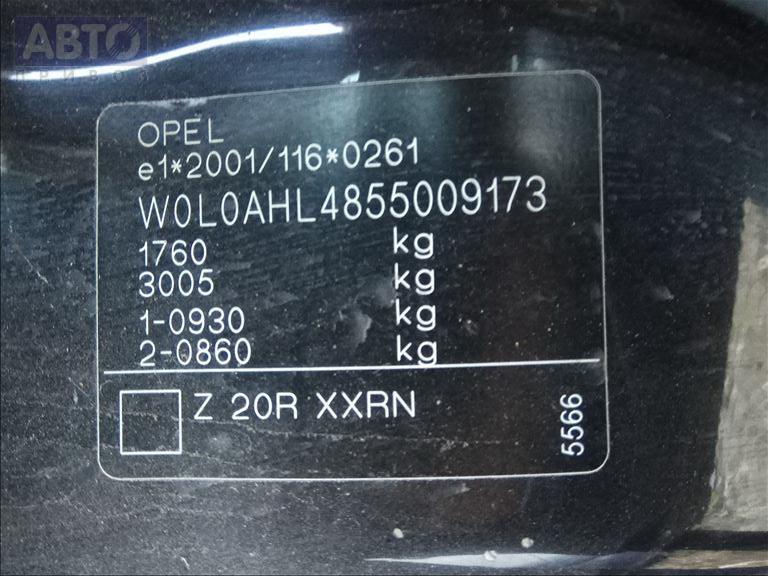 АВТО
ПРИВОЗ
OPEL
e1*2001/116*0261
W0L0AHL4855009173
1760 kg
3005 kg
1-0930 kg
2-0860 kg
Z 20R XXRN
5566